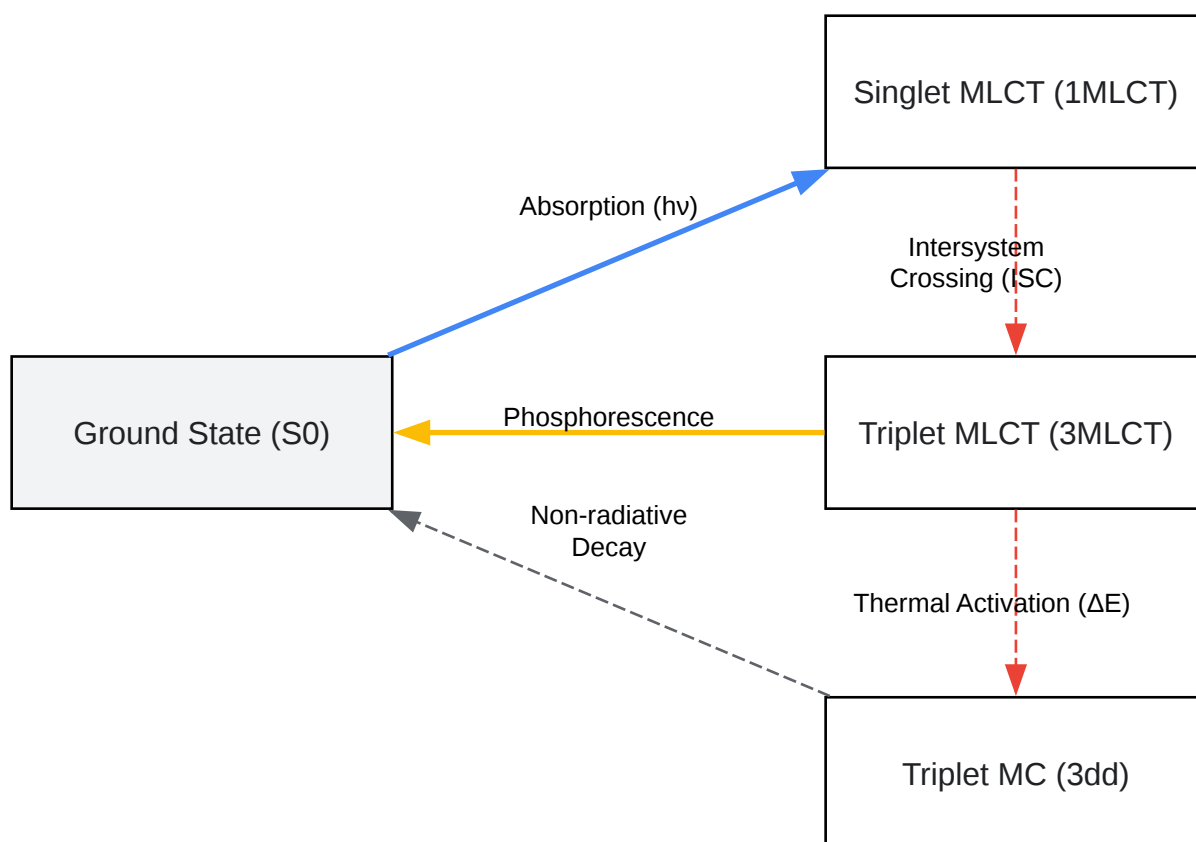 Singlet MLCT (1MLCT)
Absorption (hν)
Intersystem
Crossing (ISC)
Ground State (S0)
Phosphorescence
Triplet MLCT (3MLCT)
Non-radiative
Decay
Thermal Activation (ΔE)
Triplet MC (3dd)